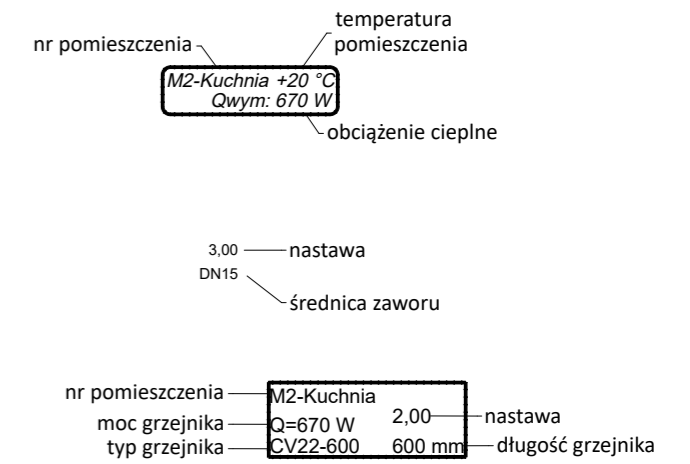 temperatura
nr pomieszczenia
pomieszczenia
M2-Kuchnia +20 °C
Qwym: 670 W
obciążenie cieplne
3,00
nastawa
DN15
średnica zaworu
nr pomieszczenia
M2-Kuchnia
moc grzejnika
Q=670 W
2,00
nastawa
typ grzejnika
CV22-600
600 mm
długość grzejnika